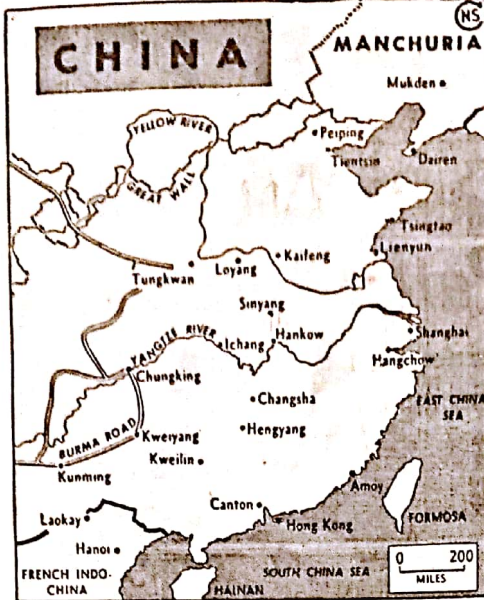 NS
CHINA
MANCHURIA
Mukden
YELLOW RIVER
Peiping
Tientsin
Dairen
GREAT WALL
Tsingtao
Lienyun
Tungkwan
Loyang
Kaifeng
Sinyang
YANGTZE RIVER
Ichang
Hankow
Shanghai
Hangchow
Chungking
Changsha
EAST CHINA
SEA
BURMA ROAD
Kweiyang
Hengyang
Kweilin
Kunming
Amoy
Canton
Laokay
Hong Kong
FORMOSA
Hanoi
0 200
MILES
FRENCH INDO-
CHINA
SOUTH CHINA SEA
HAINAN